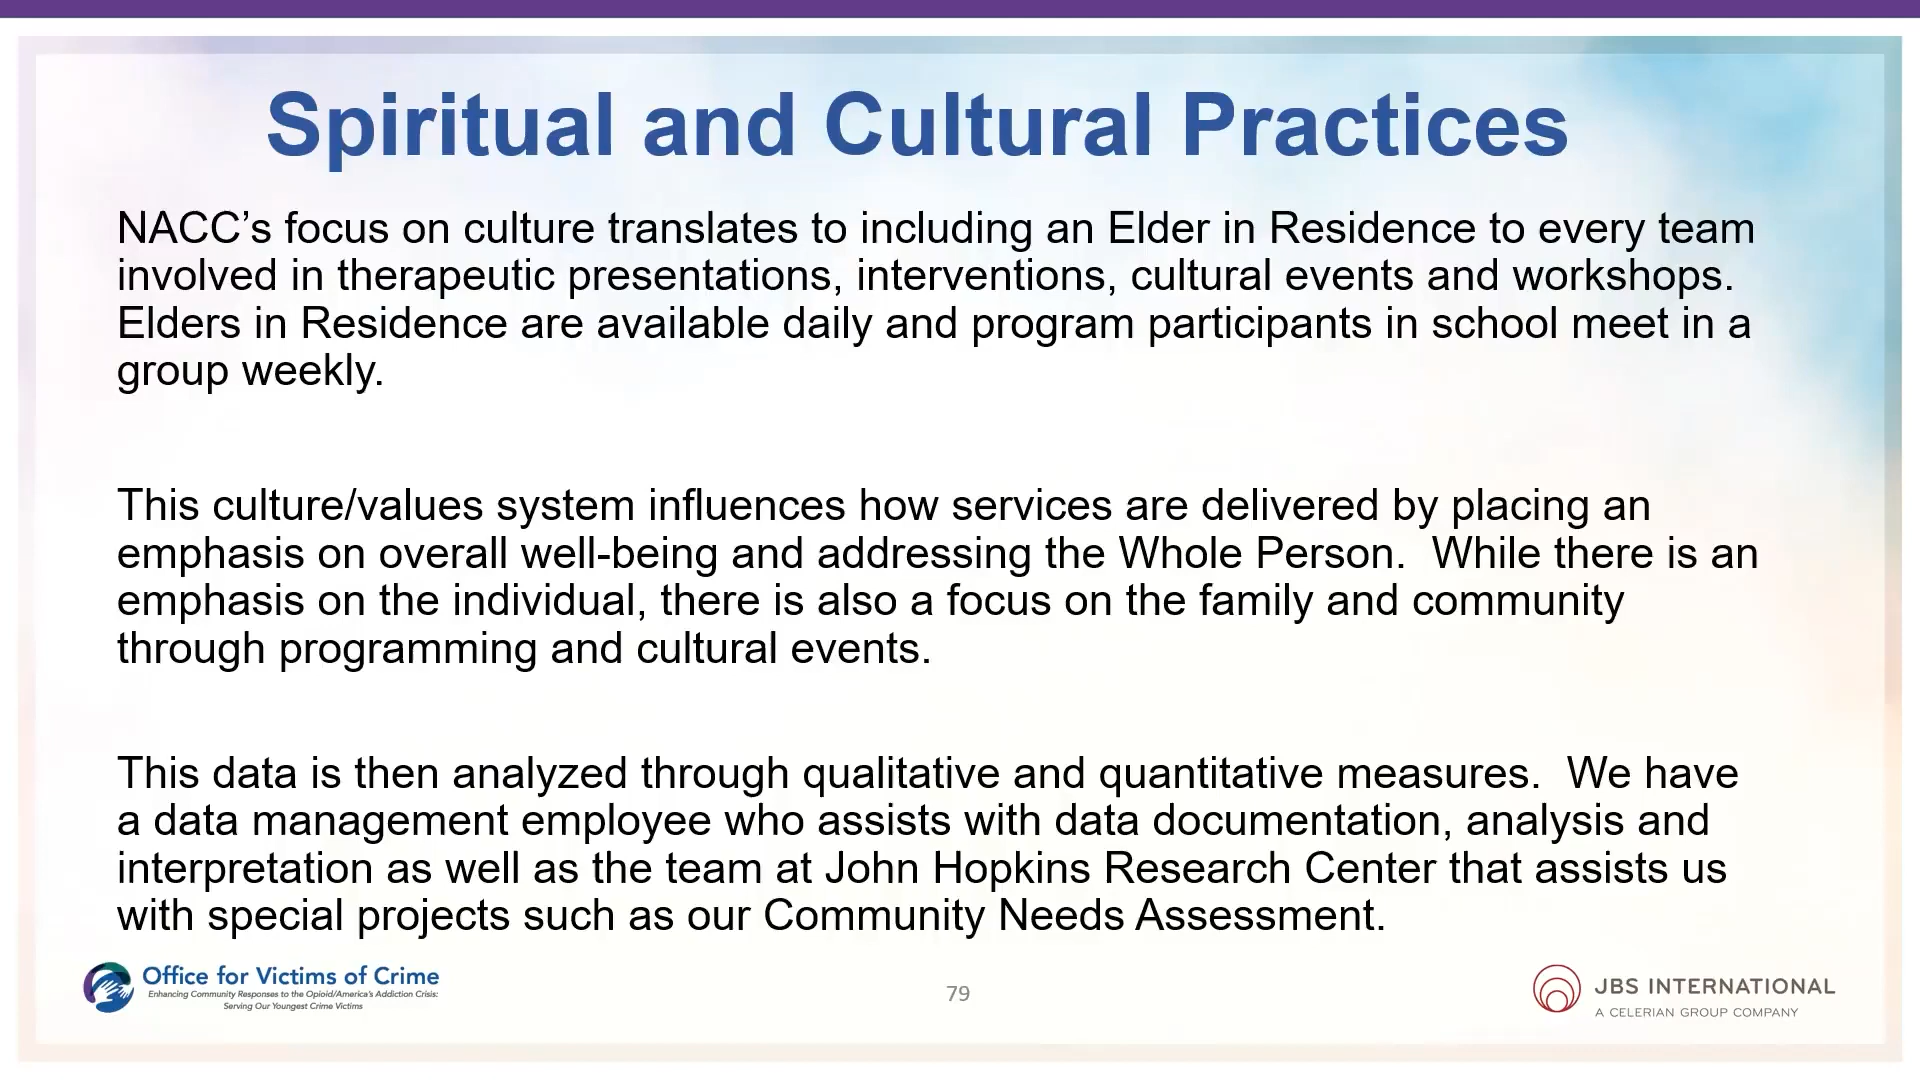 Spiritual and Cultural Practices
NACC’s focus on culture translates to including an Elder in Residence to every team
involved in therapeutic presentations, interventions, cultural events and workshops.
Elders in Residence are available daily and program participants in school meet in a
group weekly.
This culture/values system influences how services are delivered by placing an
emphasis on overall well-being and addressing the Whole Person.  While there is an
emphasis on the individual, there is also a focus on the family and community
through programming and cultural events.
This data is then analyzed through qualitative and quantitative measures.  We have
a data management employee who assists with data documentation, analysis and
interpretation as well as the team at John Hopkins Research Center that assists us
with special projects such as our Community Needs Assessment.
Office for Victims of Crime
Enhancing Community Responses to the Opioid/America's Addiction Crisis:
Serving Our Youngest Crime Victims
79
JBS INTERNATIONAL
A CELERIAN GROUP COMPANY